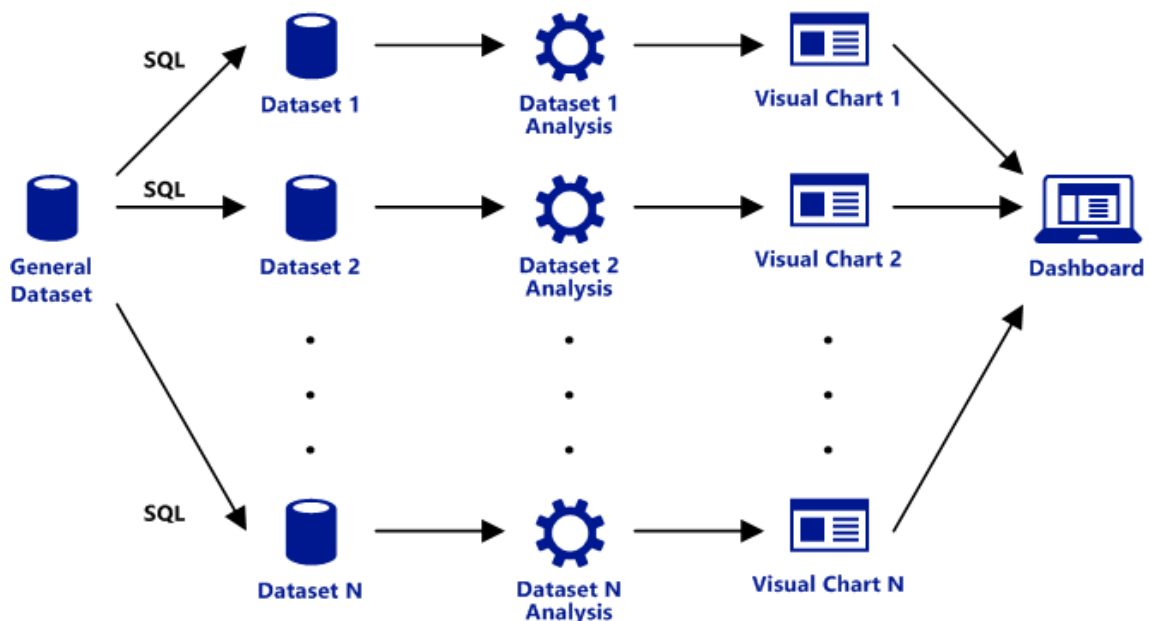 SQL
Dataset 1
Dataset 1
Analysis
Visual Chart 1
General
Dataset
SQL
Dataset 2
Dataset 2
Analysis
Visual Chart 2
Dashboard
SQL
Dataset N
Dataset N
Analysis
Visual Chart N